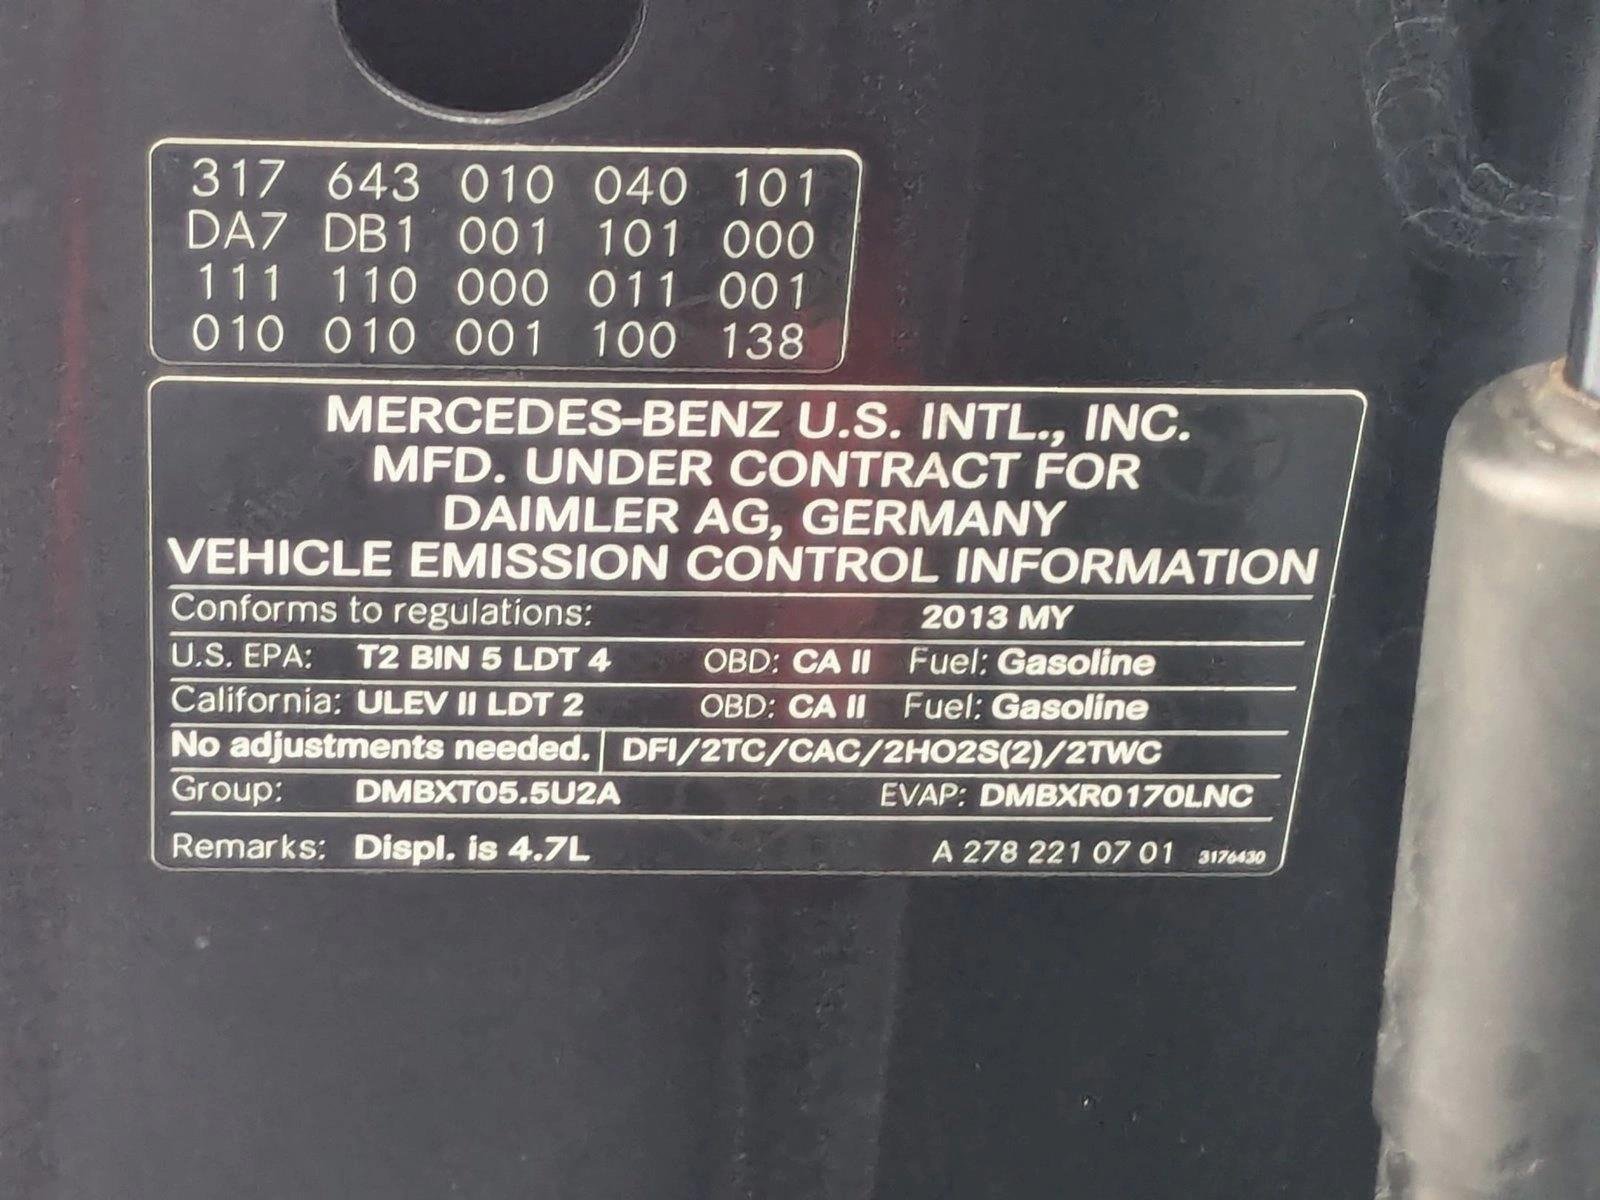 317 643 010 040 101
DA7 DB1 001 101 000
111 110 000 011 001
010 010 001 100 138
MERCEDES-BENZ U.S. INTL., INC.
MFD. UNDER CONTRACT FOR
DAIMLER AG, GERMANY
VEHICLE EMISSION CONTROL INFORMATION
Conforms to regulations: 2013 MY
U.S. EPA: T2 BIN 5 LDT 4 OBD: CA II Fuel: Gasoline
California: ULEV II LDT 2 OBD: CA II Fuel: Gasoline
No adjustments needed. DFI/2TC/CAC/2HO2S(2)/2TWC
Group: DMBXT05.5U2A EVAP: DMBXR0170LNC
Remarks: Displ. is 4.7L A 278 221 07 01 3176430